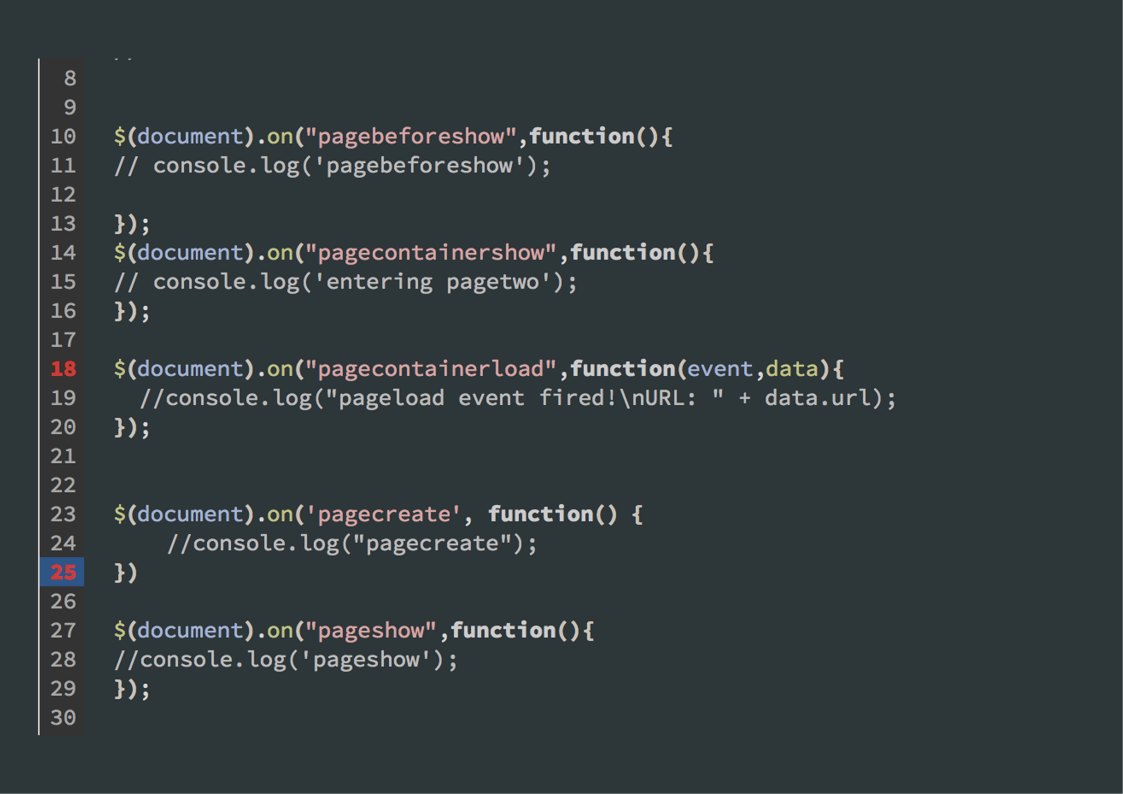 8
9
10 $(document).on("pagebeforeshow",function(){
11 // console.log('pagebeforeshow');
12
13 });
14 $(document).on("pagecontainershow",function(){
15 // console.log('entering pagetwo');
16 });
17
18 $(document).on("pagecontainerload",function(event,data){
19   //console.log("pageload event fired!\nURL: " + data.url);
20 });
21
22
23 $(document).on('pagecreate', function() {
24     //console.log("pagecreate");
25 })
26
27 $(document).on("pageshow",function(){
28 //console.log('pageshow');
29 });
30